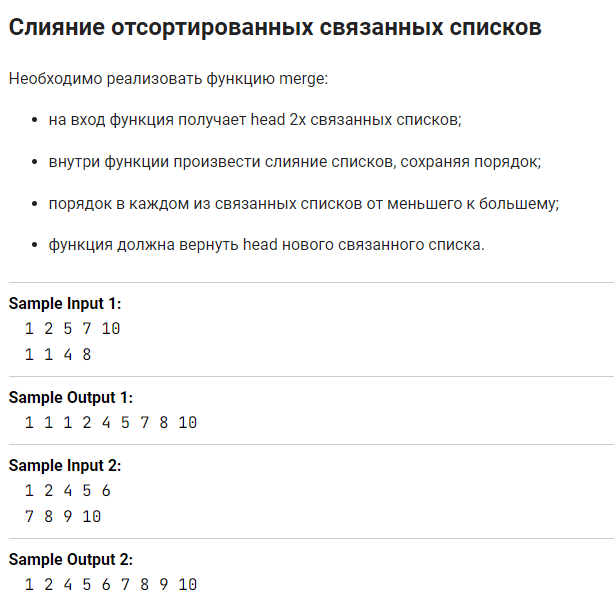 Слияние отсортированных связанных списков
Необходимо реализовать функцию merge:
• на вход функция получает head 2х связанных списков;
• внутри функции произвести слияние списков, сохраняя порядок;
• порядок в каждом из связанных списков от меньшего к большему;
• функция должна вернуть head нового связанного списка.
Sample Input 1:
1 2 5 7 10
1 1 4 8
Sample Output 1:
1 1 1 2 4 5 7 8 10
Sample Input 2:
1 2 4 5 6
7 8 9 10
Sample Output 2:
1 2 4 5 6 7 8 9 10